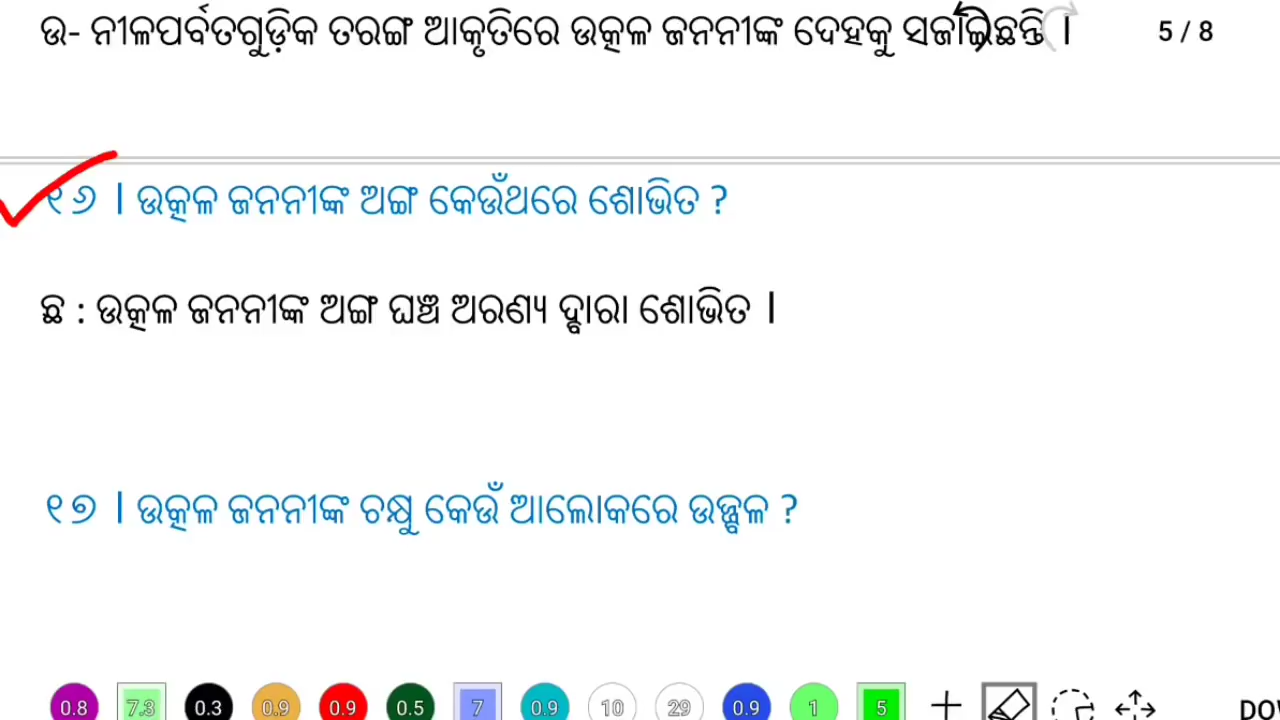 ଉ- ନୀଳପର୍ବତଗୁଡ଼ିକ ତରଙ୍ଗ ଆକୃତିରେ ଉତ୍କଳ ଜନନୀଙ୍କ ଦେହକୁ ସଜାଇଛନ୍ତି । 5 / 8
୧୬ । ଉତ୍କଳ ଜନନୀଙ୍କ ଅଙ୍ଗ କେଉଁଥରେ ଶୋଭିତ ?
ଛ : ଉତ୍କଳ ଜନନୀଙ୍କ ଅଙ୍ଗ ଘଞ୍ଚ ଅରଣ୍ୟ ଦ୍ବାରା ଶୋଭିତ ।
୧୭ । ଉତ୍କଳ ଜନନୀଙ୍କ ଚକ୍ଷୁ କେଉଁ ଆଲୋକରେ ଉଜ୍ଜ୍ବଳ ?
0.8 7.3 0.3 0.9 0.9 0.5 7 0.9 10 29 0.9 1 5